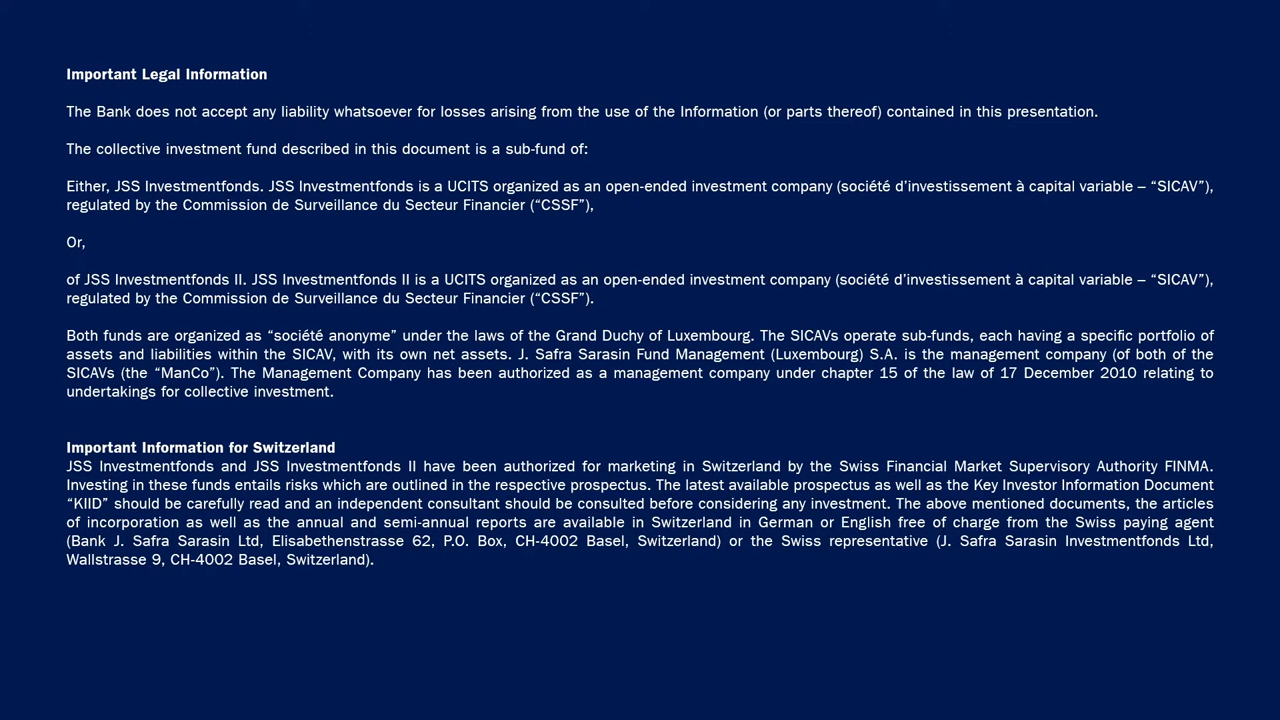 Important Legal Information
The Bank does not accept any liability whatsoever for losses arising from the use of the Information (or parts thereof) contained in this presentation.
The collective investment fund described in this document is a sub-fund of:
Either, JSS Investmentfonds. JSS Investmentfonds is a UCITS organized as an open-ended investment company (société d’investissement à capital variable – “SICAV”),
regulated by the Commission de Surveillance du Secteur Financier (“CSSF”),
Or,
of JSS Investmentfonds II. JSS Investmentfonds II is a UCITS organized as an open-ended investment company (société d’investissement à capital variable – “SICAV”),
regulated by the Commission de Surveillance du Secteur Financier (“CSSF”).
Both funds are organized as “société anonyme” under the laws of the Grand Duchy of Luxembourg. The SICAVs operate sub-funds, each having a specific portfolio of
assets and liabilities within the SICAV, with its own net assets. J. Safra Sarasin Fund Management (Luxembourg) S.A. is the management company (of both of the
SICAVs (the “ManCo”). The Management Company has been authorized as a management company under chapter 15 of the law of 17 December 2010 relating to
undertakings for collective investment.
Important Information for Switzerland
JSS Investmentfonds and JSS Investmentfonds II have been authorized for marketing in Switzerland by the Swiss Financial Market Supervisory Authority FINMA.
Investing in these funds entails risks which are outlined in the respective prospectus. The latest available prospectus as well as the Key Investor Information Document
“KIID” should be carefully read and an independent consultant should be consulted before considering any investment. The above mentioned documents, the articles
of incorporation as well as the annual and semi-annual reports are available in Switzerland in German or English free of charge from the Swiss paying agent
(Bank J. Safra Sarasin Ltd, Elisabethenstrasse 62, P.O. Box, CH-4002 Basel, Switzerland) or the Swiss representative (J. Safra Sarasin Investmentfonds Ltd,
Wallstrasse 9, CH-4002 Basel, Switzerland).